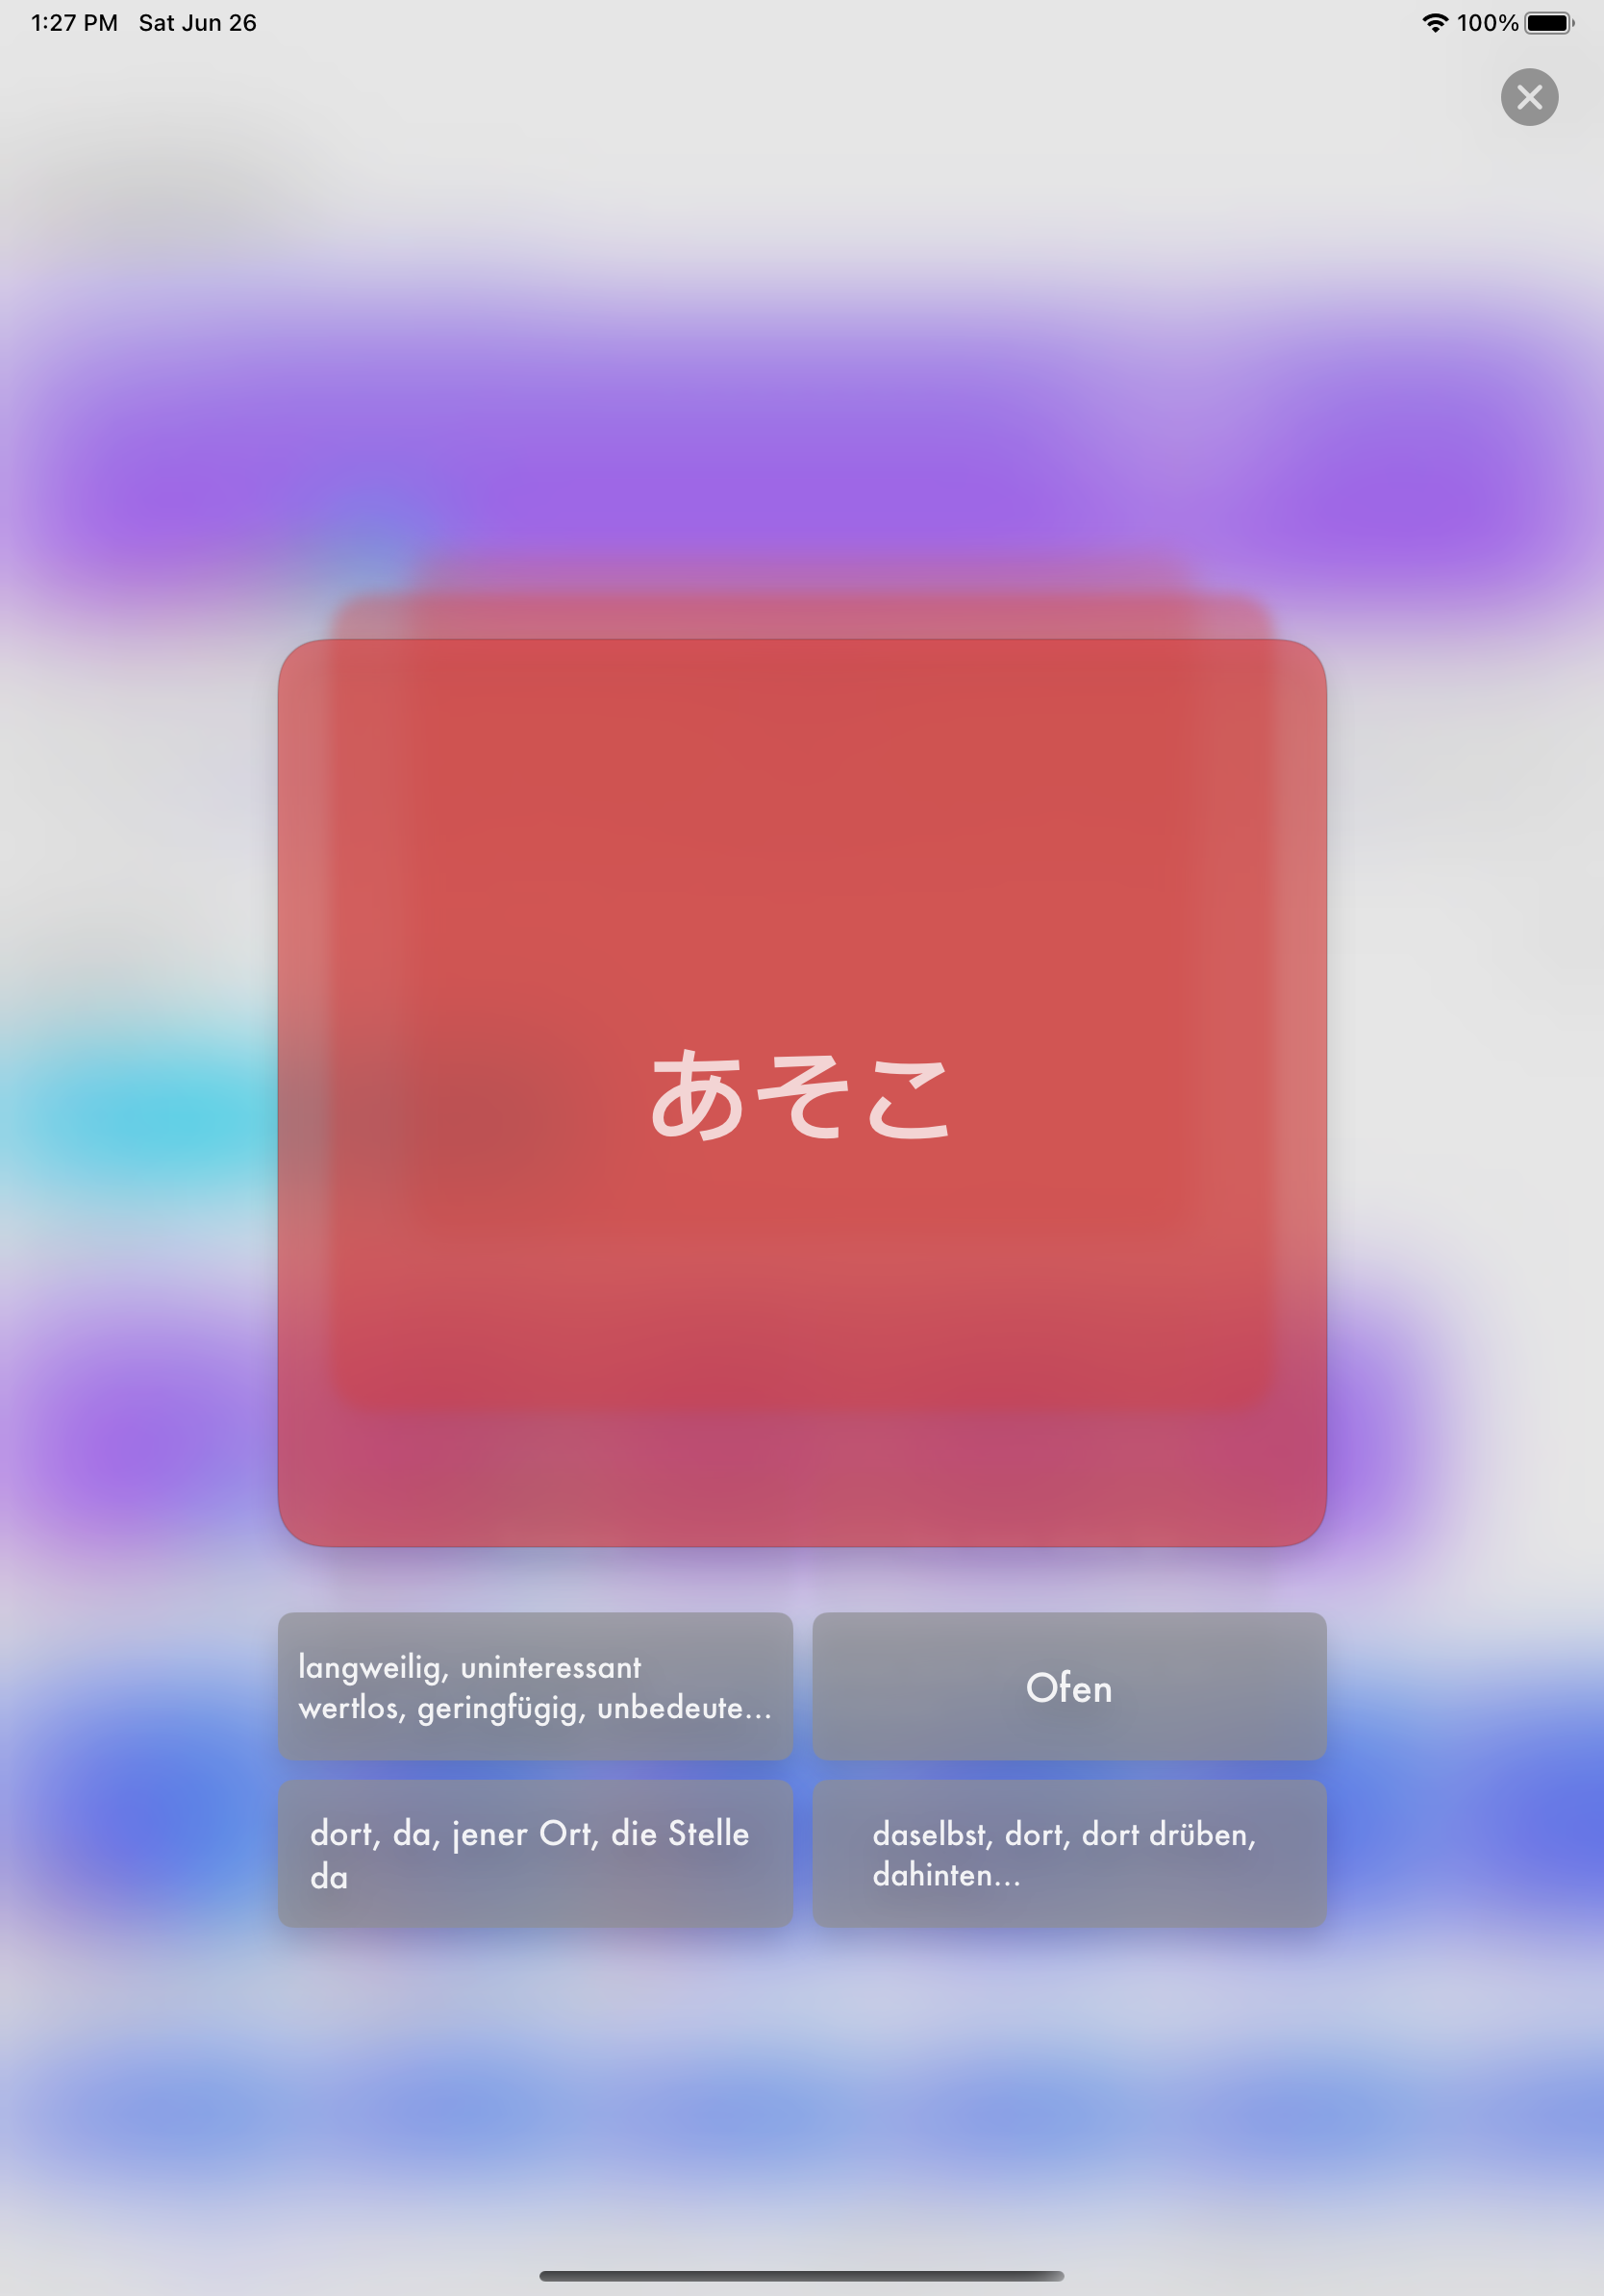 1:27 PM Sat Jun 26 100%
あそこ
langweilig, uninteressant
wertlos, geringfügig, unbedeute...
Ofen
dort, da, jener Ort, die Stelle
da
daselbst, dort, dort drüben,
dahinten...